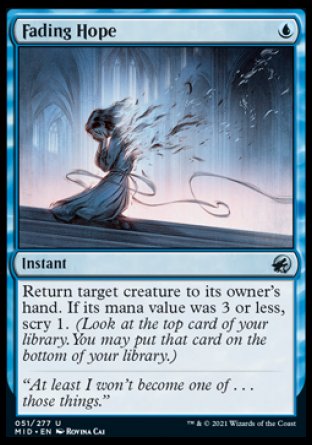 Fading Hope
Instant
Return target creature to its owner's
hand. If its mana value was 3 or less,
scry 1. (Look at the top card of your
library. You may put that card on the
bottom of your library.)
"At least I won't become one of . . .
those things."
051/277 U
MID • EN Rovina Cai
™ & © 2021 Wizards of the Coast